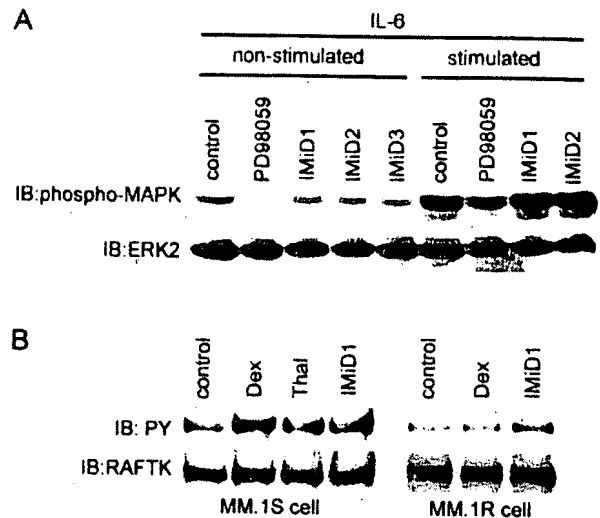 A
IL-6
non-stimulated stimulated
control PD98059 IMiD1 IMiD2 IMiD3 control PD98059 IMiD1 IMiD2
IB:phospho-MAPK
IB:ERK2
B
control Dex Thal IMiD1 control Dex IMiD1
IB: PY
IB:RAFTK
MM.1S cell MM.1R cell